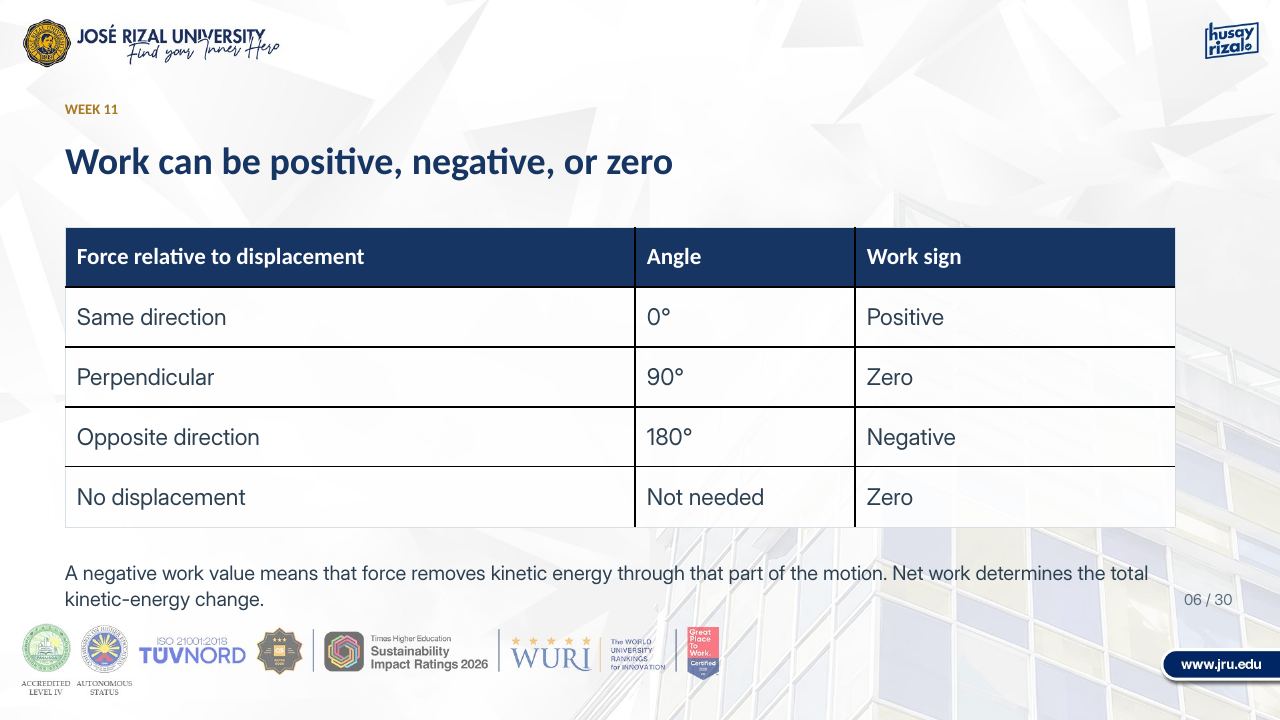 JOSÉ RIZAL UNIVERSITY
Find your Inner Hero
husay
rizal
WEEK 11
Work can be positive, negative, or zero
Force relative to displacement Angle Work sign
Same direction 0° Positive
Perpendicular 90° Zero
Opposite direction 180° Negative
No displacement Not needed Zero
A negative work value means that force removes kinetic energy through that part of the motion. Net work determines the total
kinetic-energy change.
06 / 30
ACCREDITED
LEVEL IV
AUTONOMOUS
STATUS
ISO 21001:2018
TÜVNORD
Times Higher Education
Sustainability
Impact Ratings 2026
WURI
The WORLD
UNIVERSITY
RANKINGS
for INNOVATION
Great
Place
To
Work.
Certified
www.jru.edu